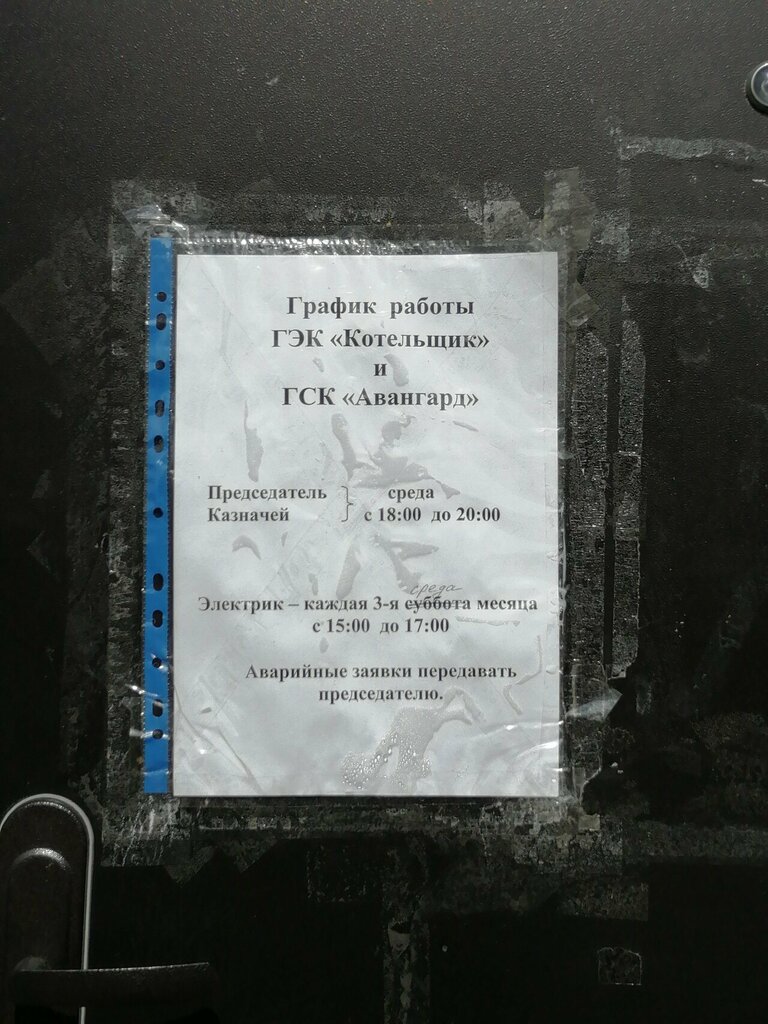 График работы
ГЭК «Котельщик»
и
ГСК «Авангард»
Председатель } среда
Казначей с 18:00 до 20:00
среда
Электрик – каждая 3-я суббота месяца
с 15:00 до 17:00
Аварийные заявки передавать
председателю.